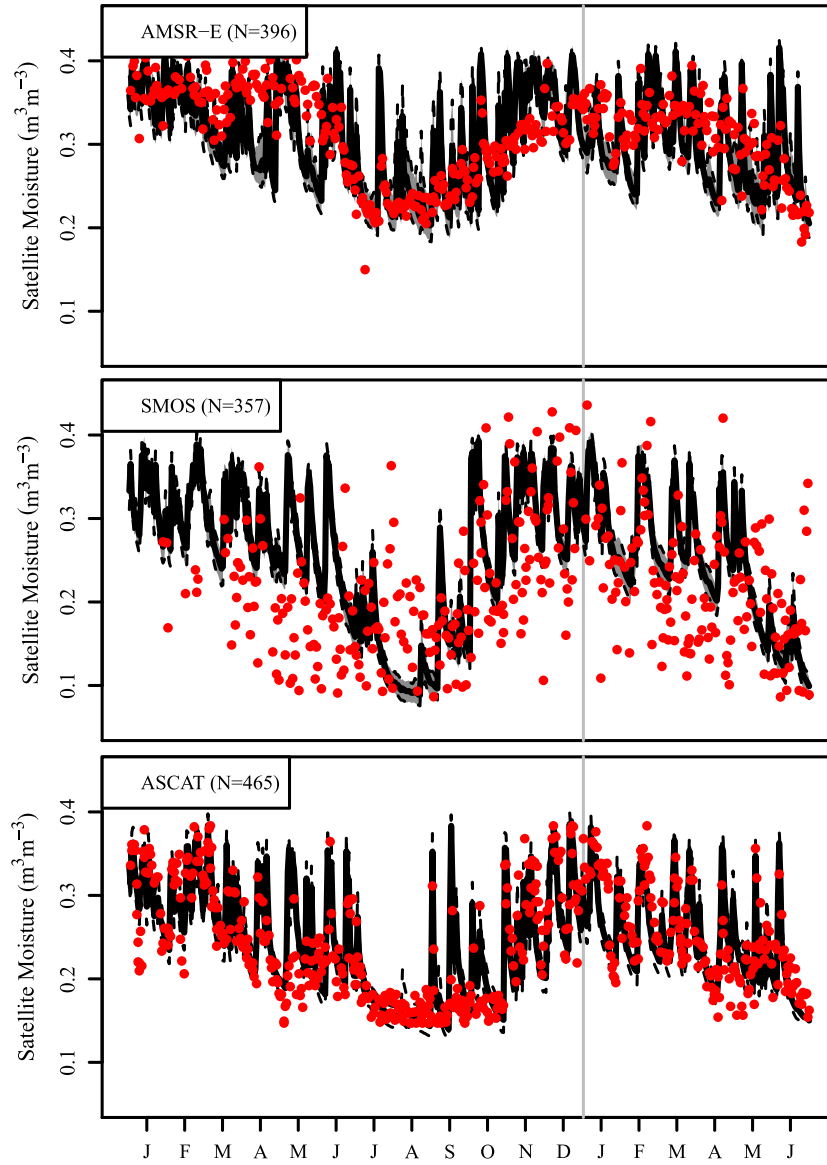 AMSR−E (N=396)
Satellite Moisture (m³m⁻³)
0.4
0.3
0.2
0.1
SMOS (N=357)
Satellite Moisture (m³m⁻³)
0.4
0.3
0.2
0.1
ASCAT (N=465)
Satellite Moisture (m³m⁻³)
0.4
0.3
0.2
0.1
J F M A M J J A S O N D J F M A M J